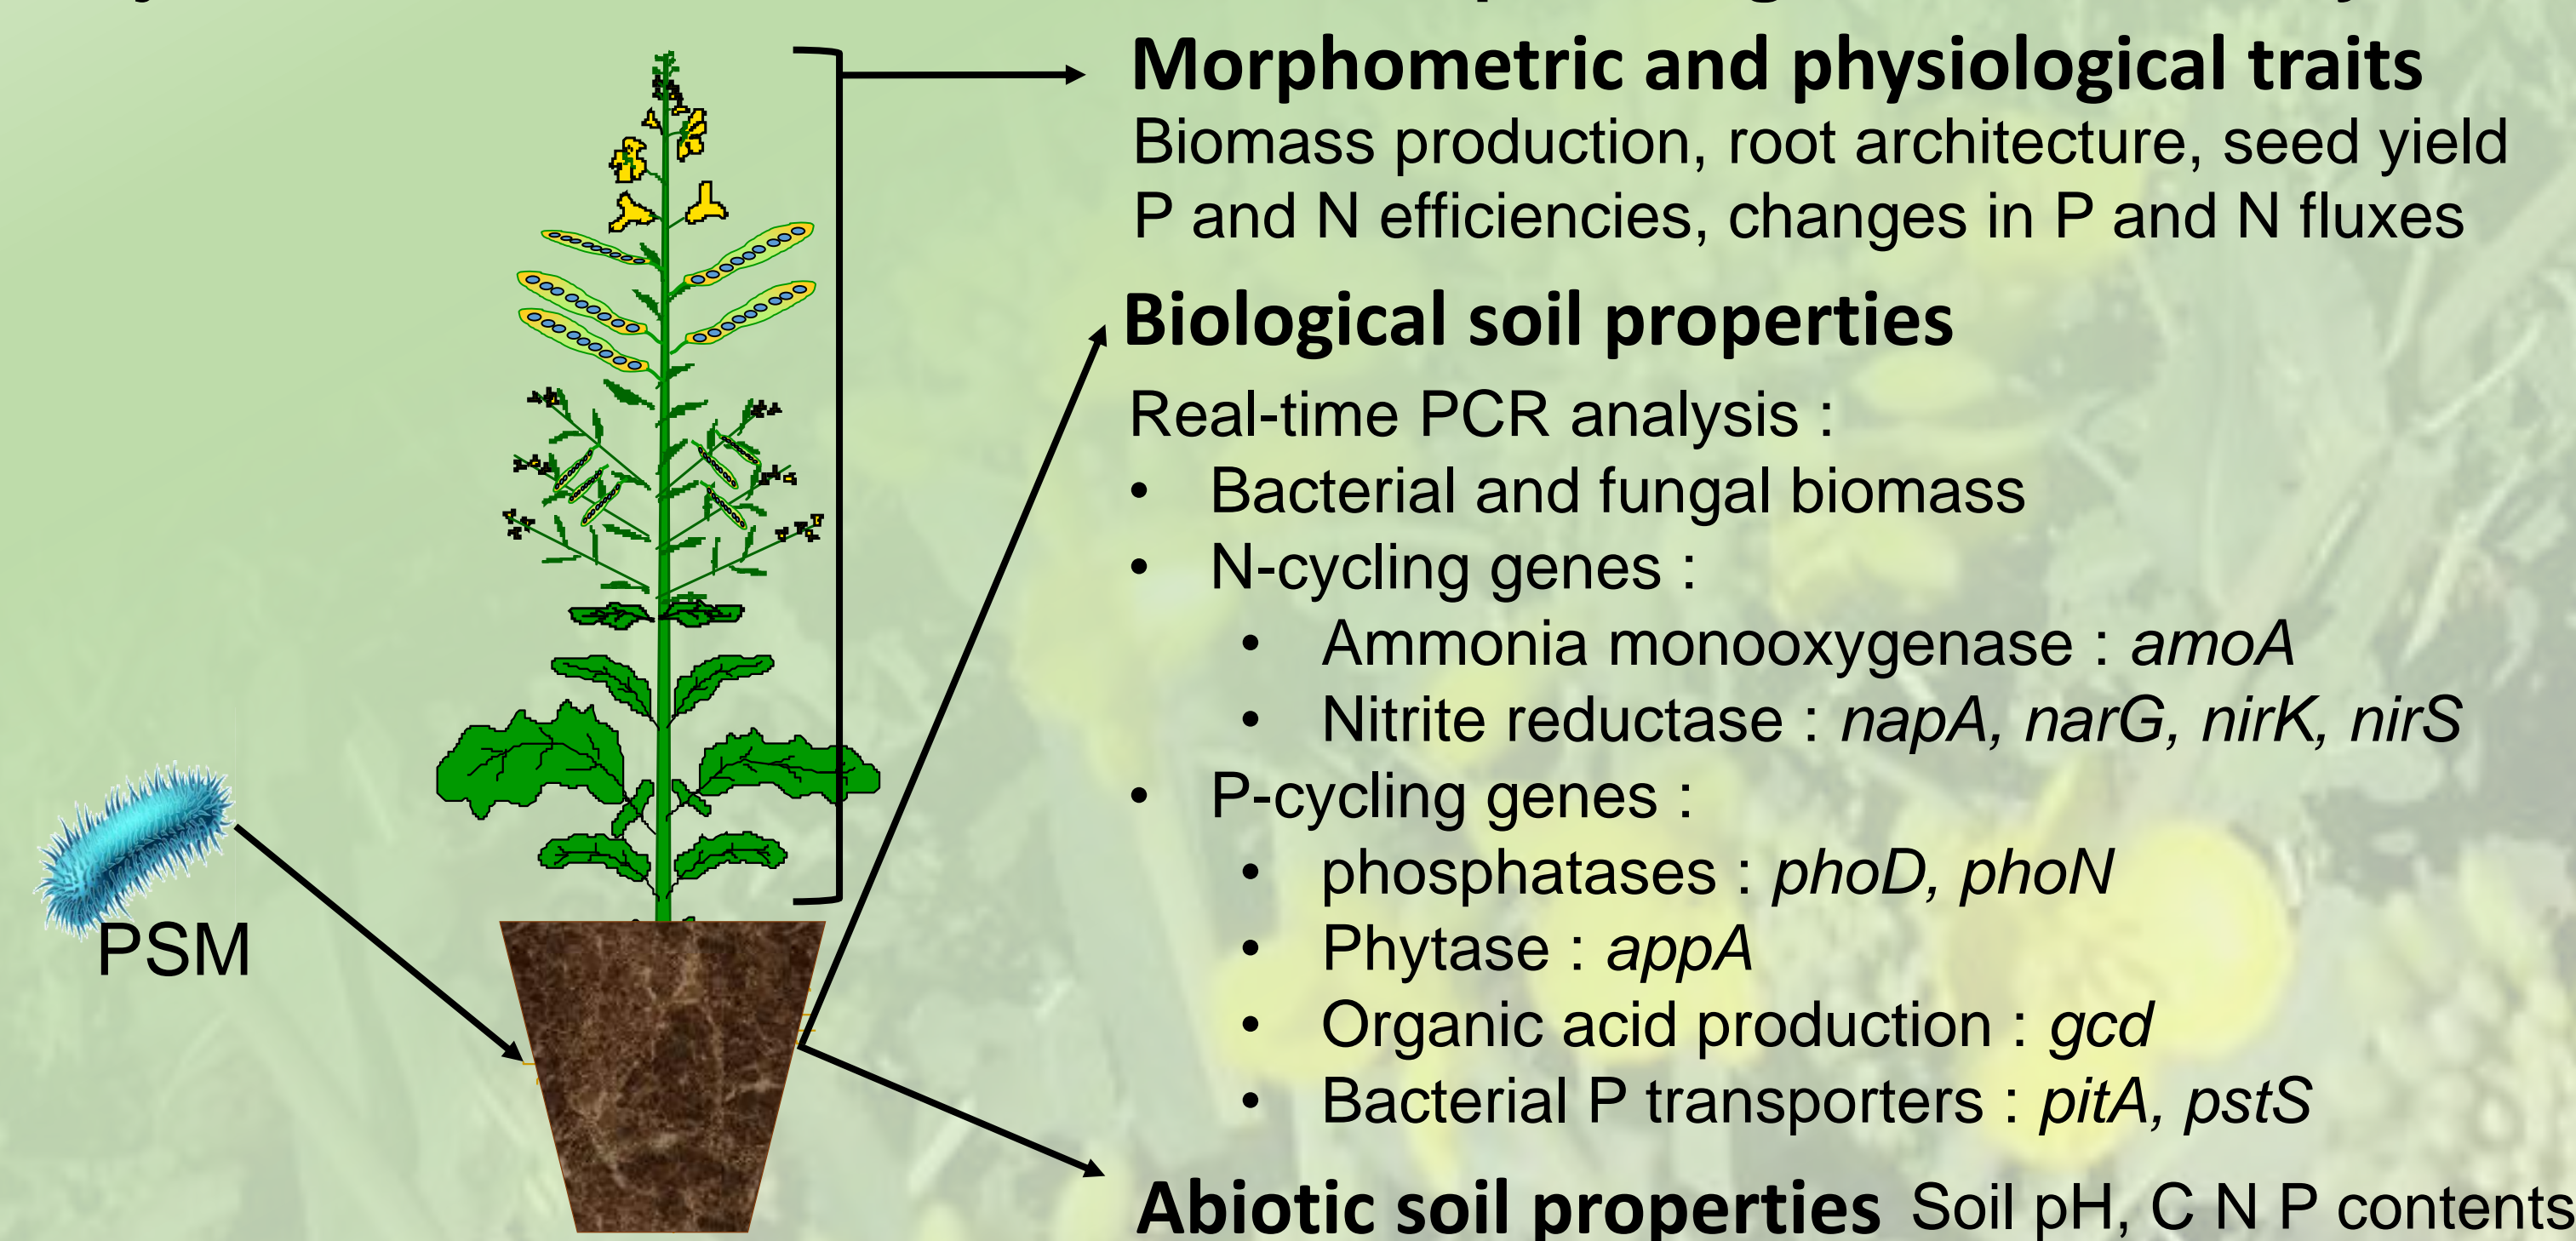 Morphometric and physiological traits
Biomass production, root architecture, seed yield
P and N efficiencies, changes in P and N fluxes
Biological soil properties
Real-time PCR analysis :
• Bacterial and fungal biomass
• N-cycling genes :
• Ammonia monooxygenase : amoA
• Nitrite reductase : napA, narG, nirK, nirS
• P-cycling genes :
• phosphatases : phoD, phoN
• Phytase : appA
• Organic acid production : gcd
• Bacterial P transporters : pitA, pstS
Abiotic soil properties Soil pH, C N P contents
PSM